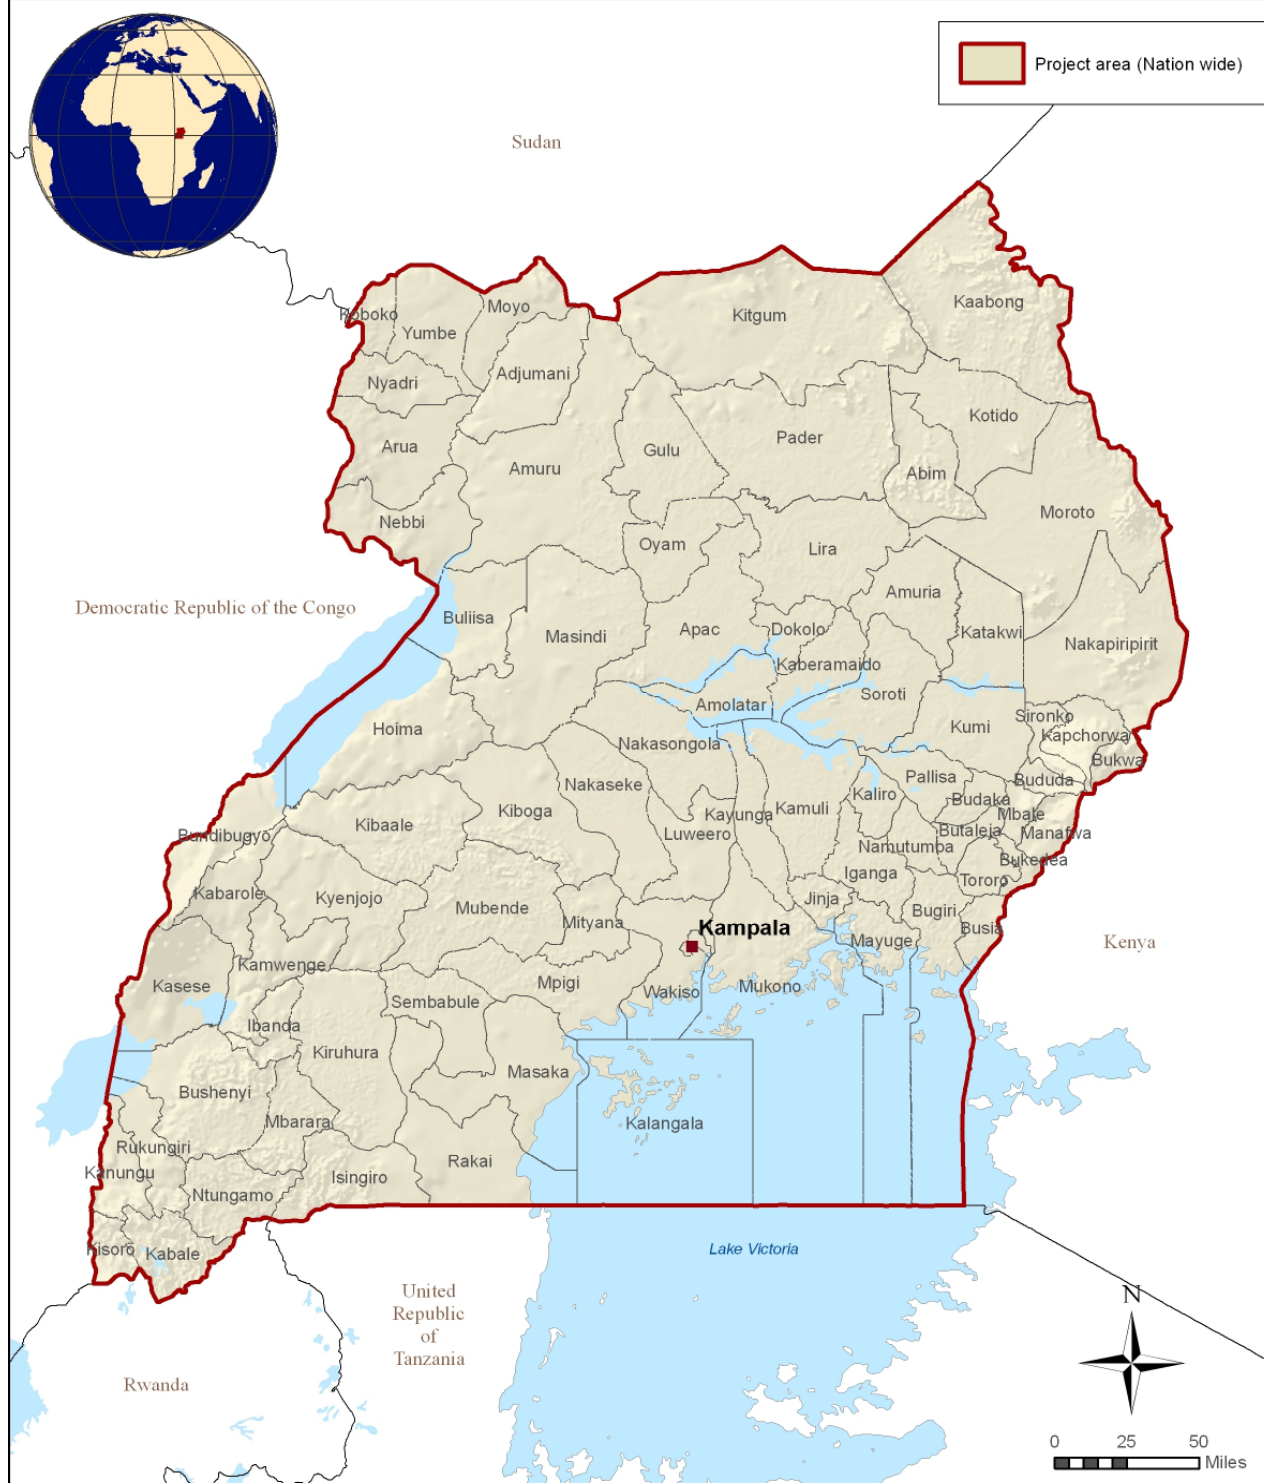 Project area (Nation wide)
Sudan
Kaabong
Koboko
Moyo
Kitgum
Yumbe
Adjumani
Nyadri
Kotido
Arua
Gulu
Pader
Amuru
Abim
Nebbi
Moroto
Oyam
Lira
Amuria
Democratic Republic of the Congo
Buliisa
Masindi
Apac
Dokolo
Katakwi
Nakapiripirit
Kaberamaido
Soroti
Amolatar
Hoima
Kumi
Sironko
Kapchorwa
Nakasongola
Bukwa
Nakaseke
Pallisa
Bududa
Kaliro
Budaka
Kiboga
Kayunga
Kamuli
Mbale
Kibaale
Luweero
Butaleja
Manafwa
Bundibugyo
Namutumba
Bukedea
Iganga
Tororo
Kabarole
Kyenjojo
Jinja
Mubende
Mityana
Bugiri
Kampala
Busia
Mayuge
Kenya
Kamwenge
Kasese
Mpigi
Wakiso
Mukono
Sembabule
Ibanda
Kiruhura
Masaka
Bushenyi
Mbarara
Kalangala
Rukungiri
Rakai
Kanungu
Isingiro
Ntungamo
Kisoro
Kabale
Lake Victoria
United
Republic
of
Tanzania
N
Rwanda
0 25 50
Miles